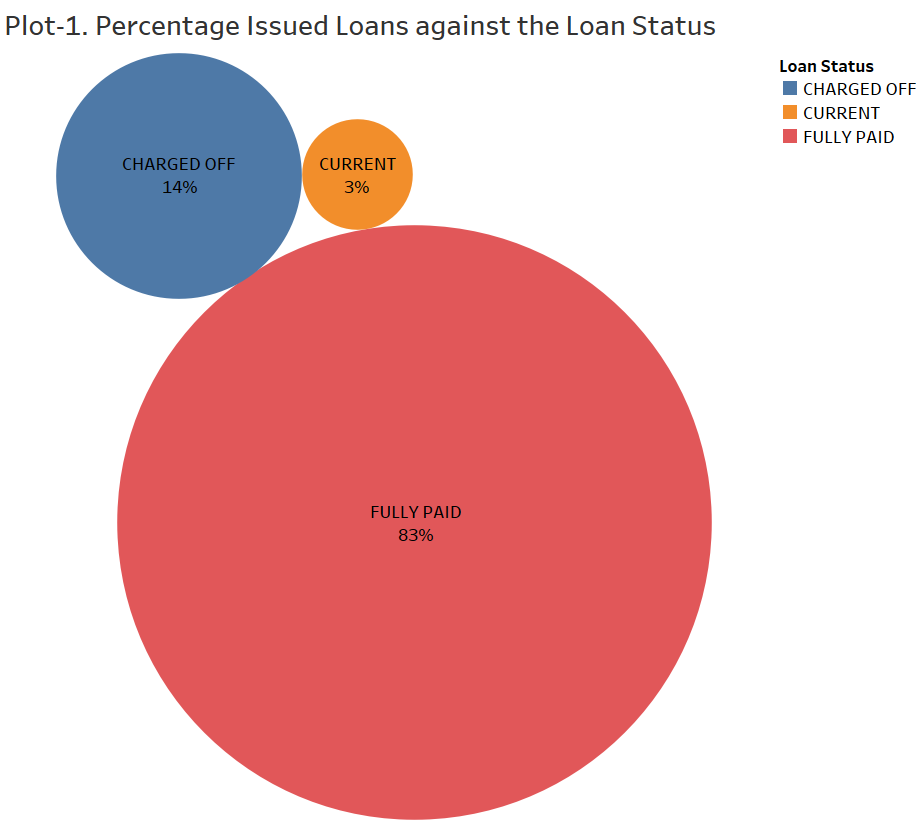 Plot-1. Percentage Issued Loans against the Loan Status
Loan Status
CHARGED OFF
CURRENT
FULLY PAID
CHARGED OFF
14%
CURRENT
3%
FULLY PAID
83%